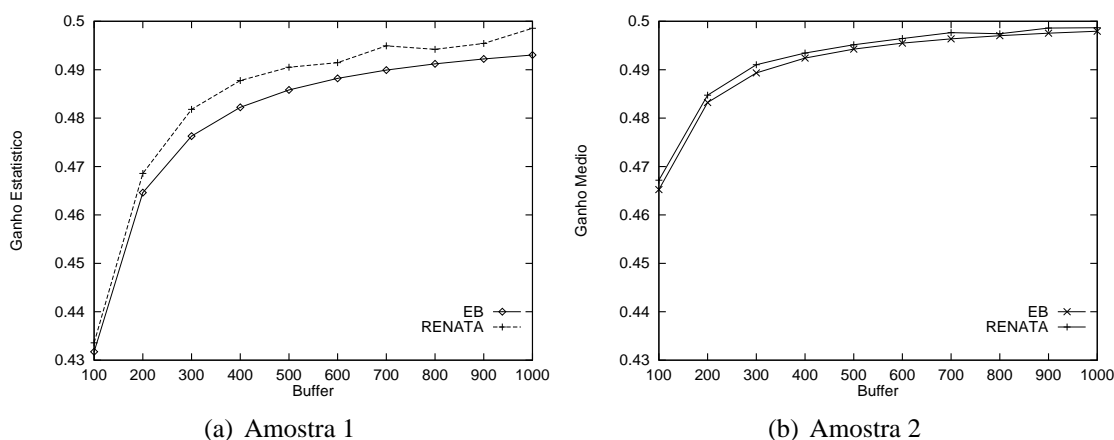 0.5
0.49
0.48
0.47
0.46
0.45
0.44
0.43
Ganho Estatistico
EB
RENATA
100 200 300 400 500 600 700 800 900 1000
Buffer
(a) Amostra 1
0.5
0.49
0.48
0.47
0.46
0.45
0.44
0.43
Ganho Medio
EB
RENATA
100 200 300 400 500 600 700 800 900 1000
Buffer
(b) Amostra 2